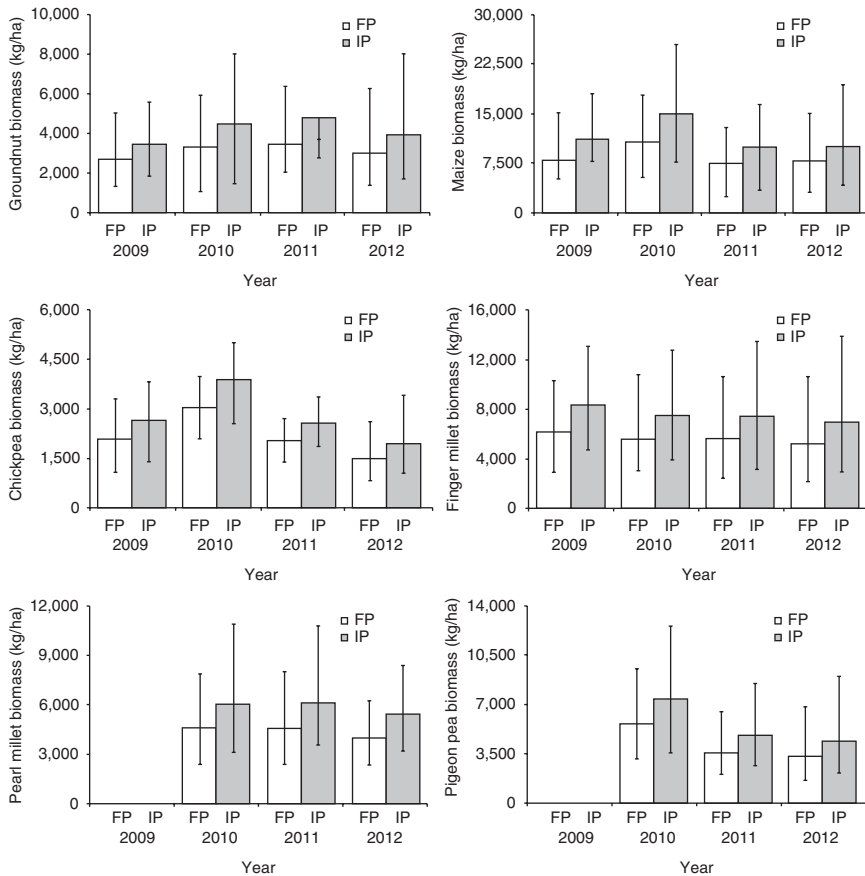 Groundnut biomass (kg/ha)
10,000
8,000
6,000
4,000
2,000
0
FP
IP
FP IP FP IP FP IP FP IP
2009 2010 2011 2012
Year
Maize biomass (kg/ha)
30,000
22,500
15,000
7,500
0
FP
IP
FP IP FP IP FP IP FP IP
2009 2010 2011 2012
Year
Chickpea biomass (kg/ha)
6,000
4,500
3,000
1,500
0
FP
IP
FP IP FP IP FP IP FP IP
2009 2010 2011 2012
Year
Finger millet biomass (kg/ha)
16,000
12,000
8,000
4,000
0
FP
IP
FP IP FP IP FP IP FP IP
2009 2010 2011 2012
Year
Pearl millet biomass (kg/ha)
12,000
9,000
6,000
3,000
0
FP
IP
FP IP FP IP FP IP FP IP
2009 2010 2011 2012
Year
Pigeon pea biomass (kg/ha)
14,000
10,500
7,000
3,500
0
FP
IP
FP IP FP IP FP IP FP IP
2009 2010 2011 2012
Year